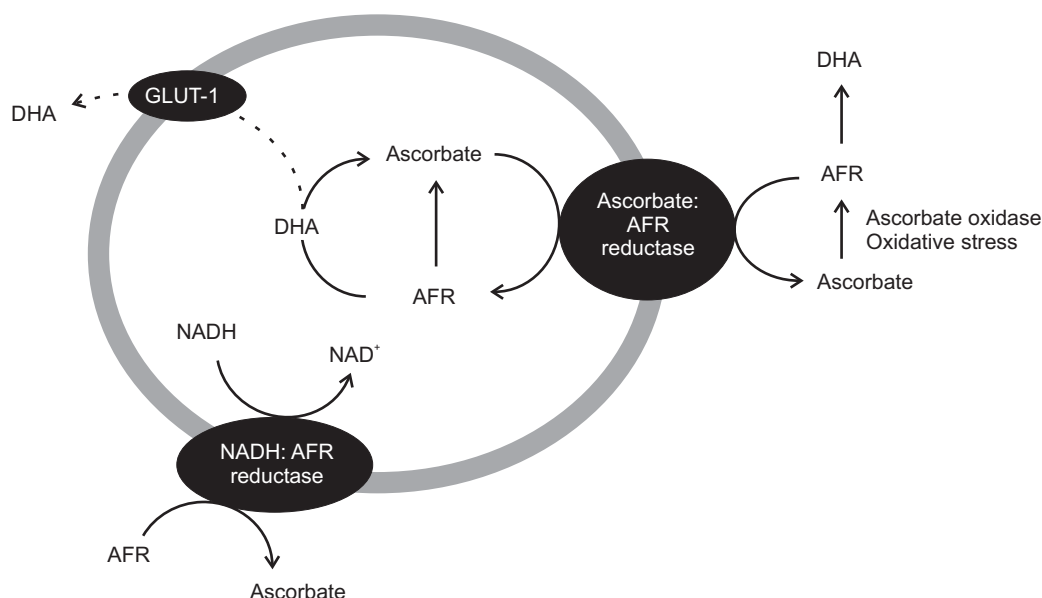 DHA
GLUT-1
DHA
Ascorbate
DHA
AFR
Ascorbate:
AFR
reductase
AFR
Ascorbate oxidase
Oxidative stress
Ascorbate
NADH
NAD⁺
NADH: AFR
reductase
AFR
Ascorbate